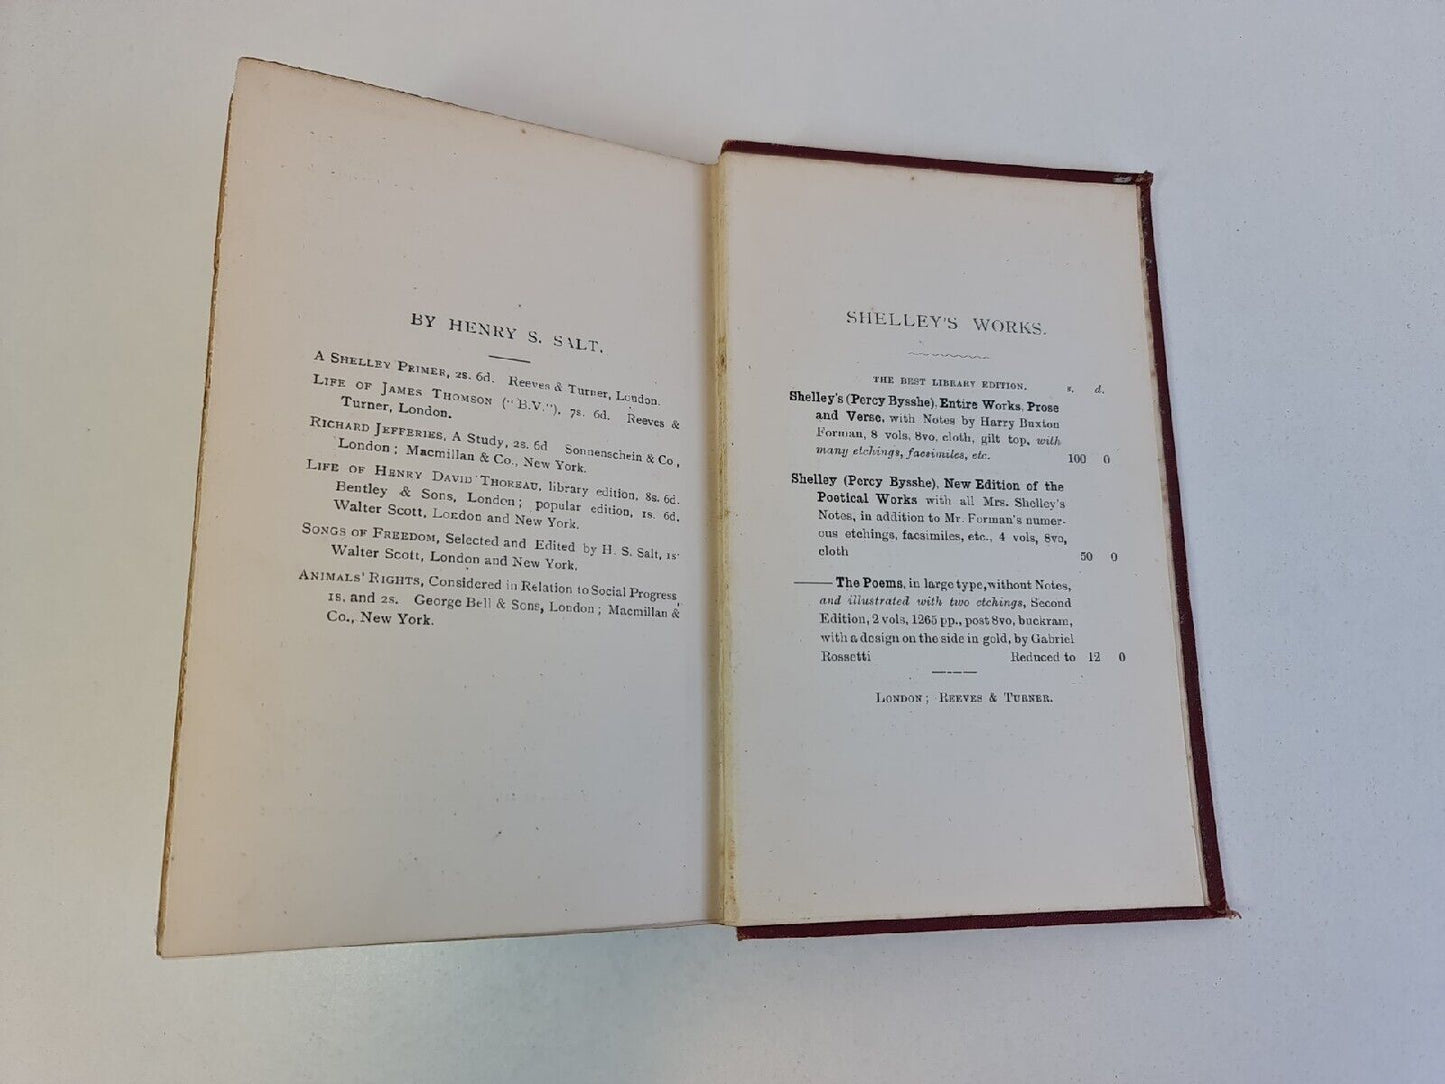 BY HENRY S. SALT.
A SHELLEY PRIMER, 2s. 6d. Reeves & Turner, London.
LIFE OF JAMES THOMSON ("B.V."), 7s. 6d. Reeves &
Turner, London.
RICHARD JEFFERIES, A Study, 2s. 6d Sonnenschein & Co,
London; Macmillan & Co., New York.
LIFE OF HENRY DAVID THOREAU, library edition, 8s. 6d.
Bentley & Sons, London; popular edition, 1s. 6d.
Walter Scott, London and New York.
SONGS OF FREEDOM, Selected and Edited by H. S. Salt, 1s.
Walter Scott, London and New York.
ANIMALS' RIGHTS, Considered in Relation to Social Progress,
1s. and 2s. George Bell & Sons, London; Macmillan &
Co., New York.
SHELLEY'S WORKS.
THE BEST LIBRARY EDITION. s. d.
Shelley's (Percy Bysshe), Entire Works, Prose
and Verse, with Notes by Harry Buxton
Forman, 8 vols, 8vo, cloth, gilt top, with
many etchings, facsimiles, etc. 100 0
Shelley (Percy Bysshe), New Edition of the
Poetical Works with all Mrs. Shelley's
Notes, in addition to Mr. Forman's numer-
ous etchings, facsimiles, etc., 4 vols, 8vo,
cloth 50 0
—— The Poems, in large type, without Notes,
and illustrated with two etchings, Second
Edition, 2 vols, 1265 pp., post 8vo, buckram,
with a design on the side in gold, by Gabriel
Rossetti Reduced to 12 0
LONDON; REEVES & TURNER.